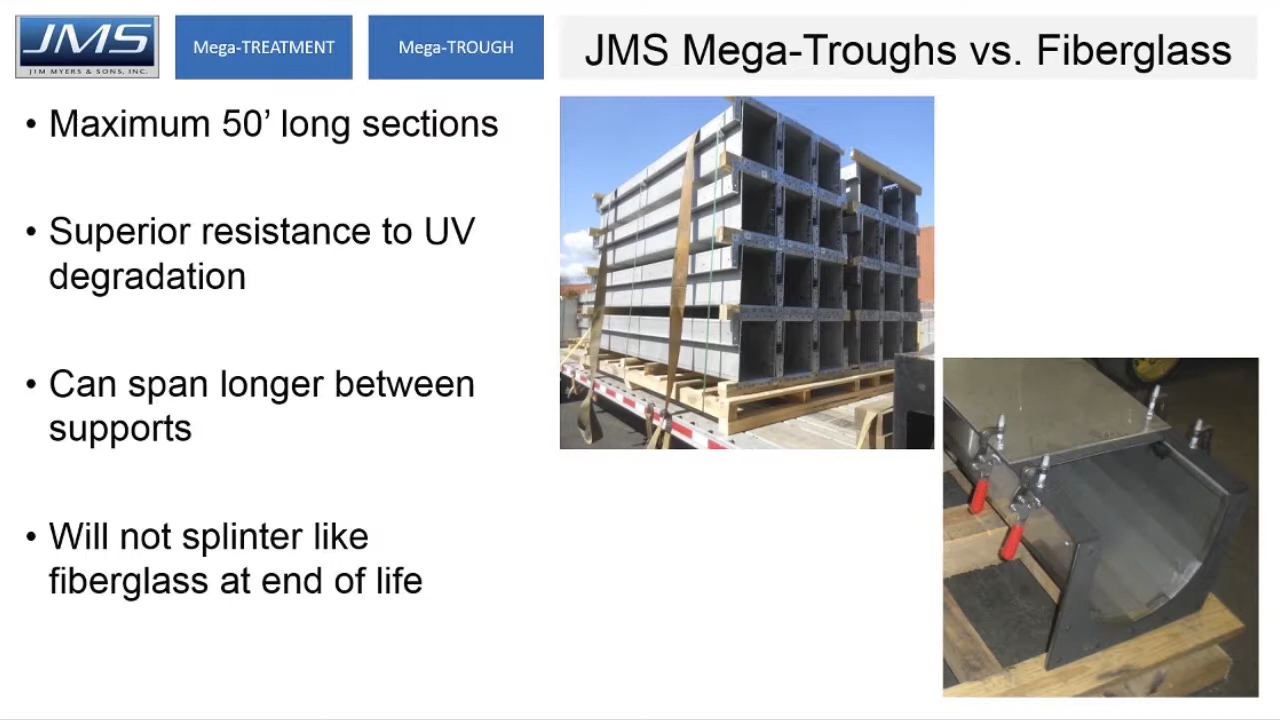 JMS
JIM MYERS & SONS, INC.
Mega-TREATMENT
Mega-TROUGH
JMS Mega-Troughs vs. Fiberglass
• Maximum 50’ long sections
• Superior resistance to UV
degradation
• Can span longer between
supports
• Will not splinter like
fiberglass at end of life